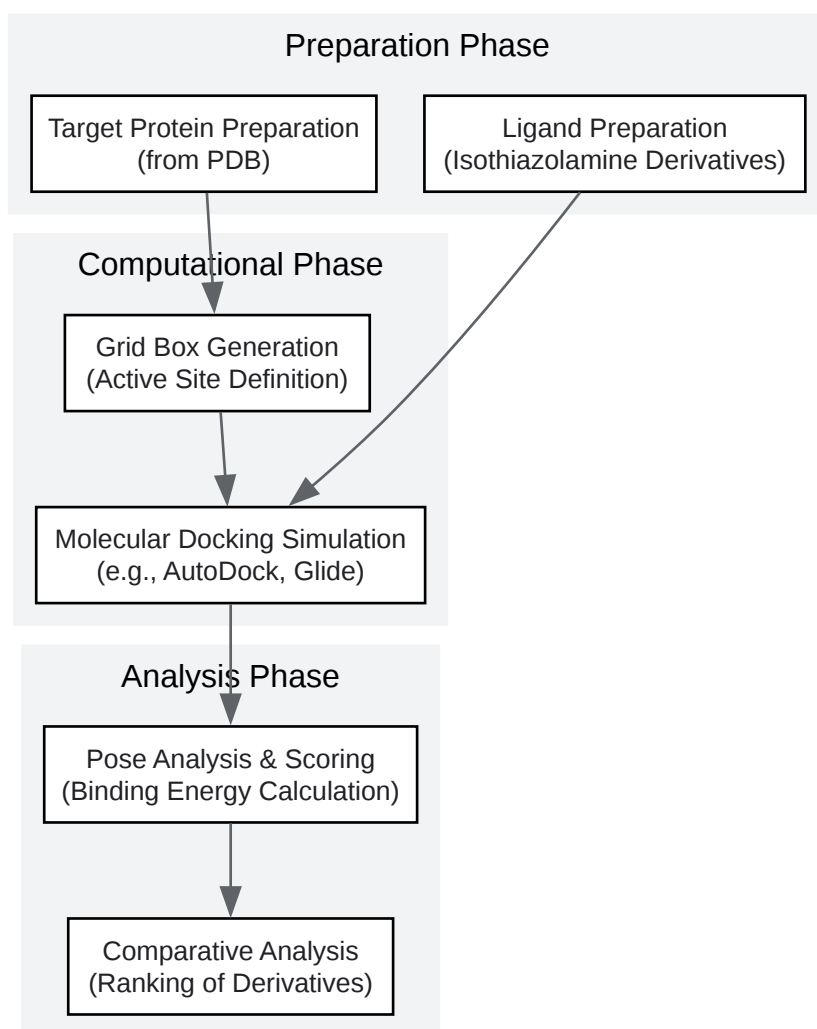 Preparation Phase
Target Protein Preparation
(from PDB)
Ligand Preparation
(Isothiazolamine Derivatives)
Computational Phase
Grid Box Generation
(Active Site Definition)
Molecular Docking Simulation
(e.g., AutoDock, Glide)
Analysis Phase
Pose Analysis & Scoring
(Binding Energy Calculation)
Comparative Analysis
(Ranking of Derivatives)